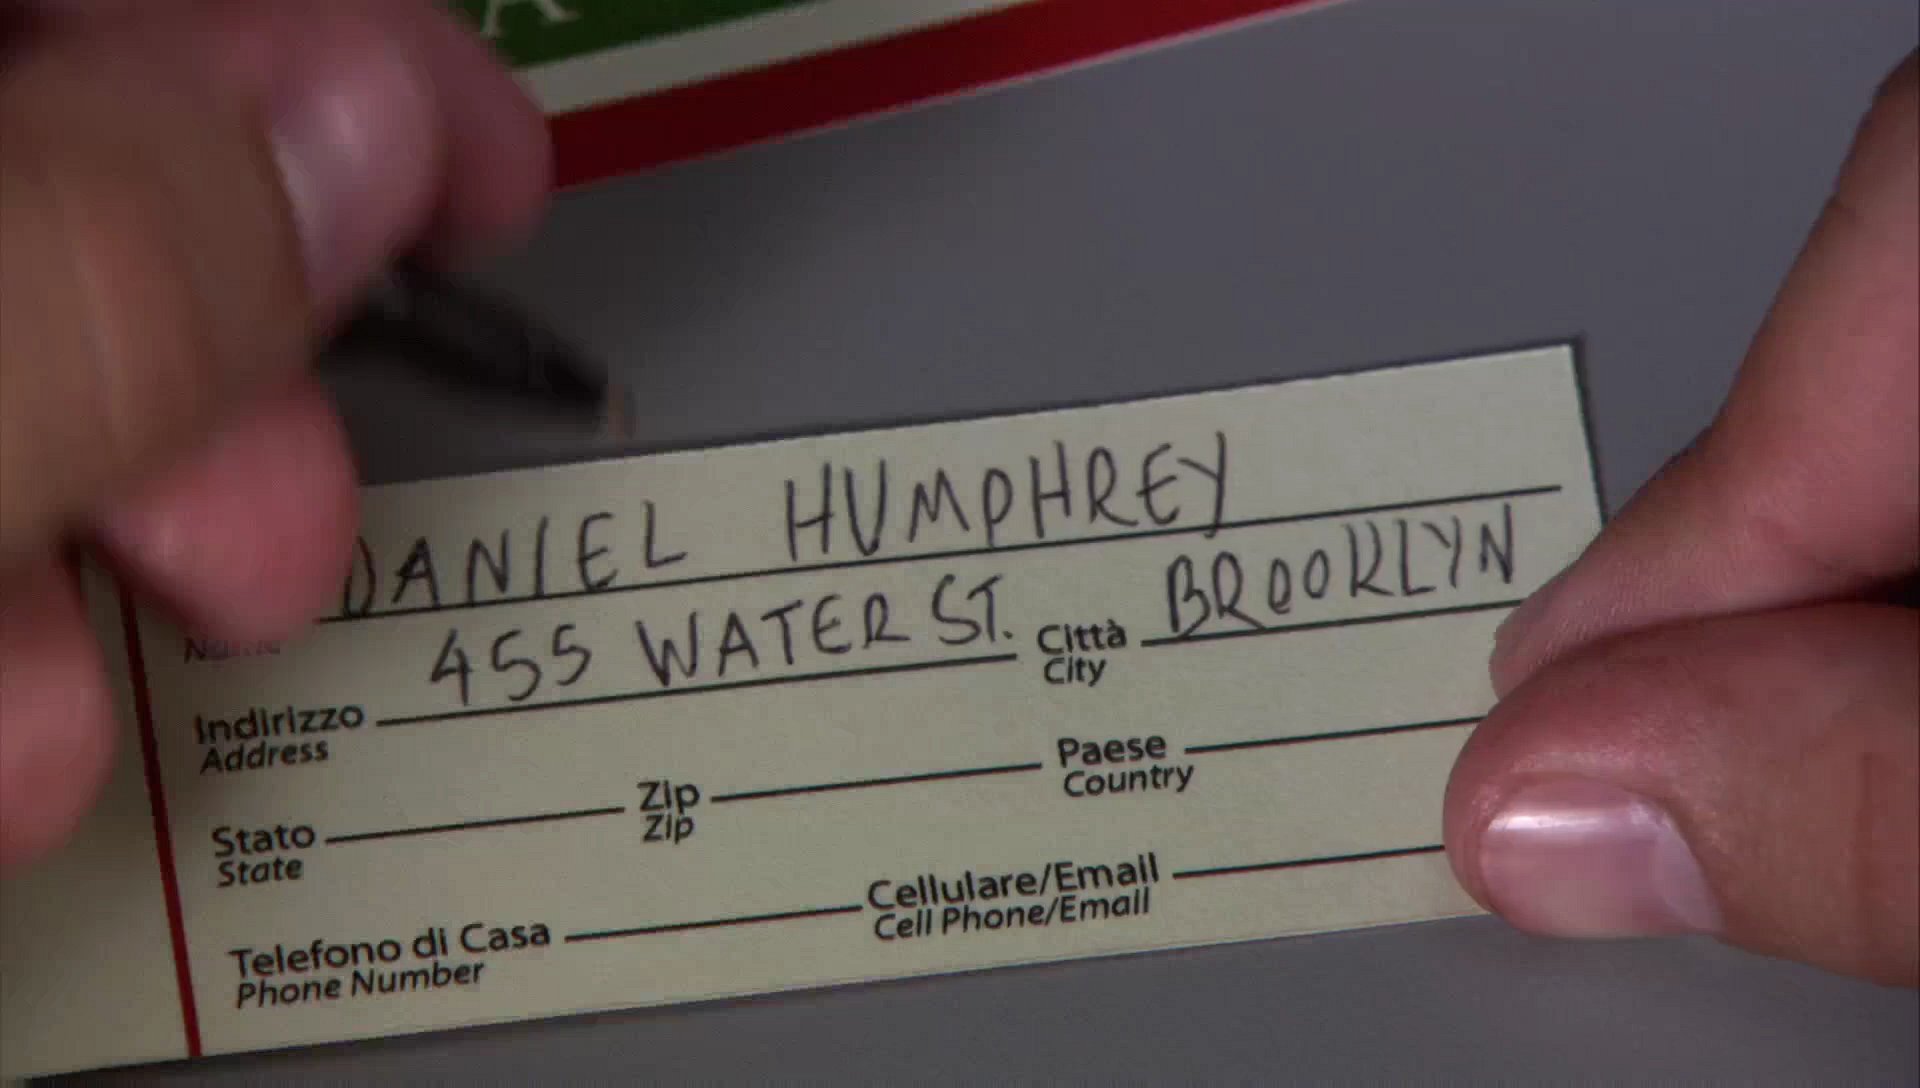 A
DANIEL HUMPHREY
Name
455 WATER ST. Città BROOKLYN
City
Indirizzo
Address
Paese
Country
Zip
Zip
Stato
State
Cellulare/Email
Cell Phone/Email
Telefono di Casa
Phone Number